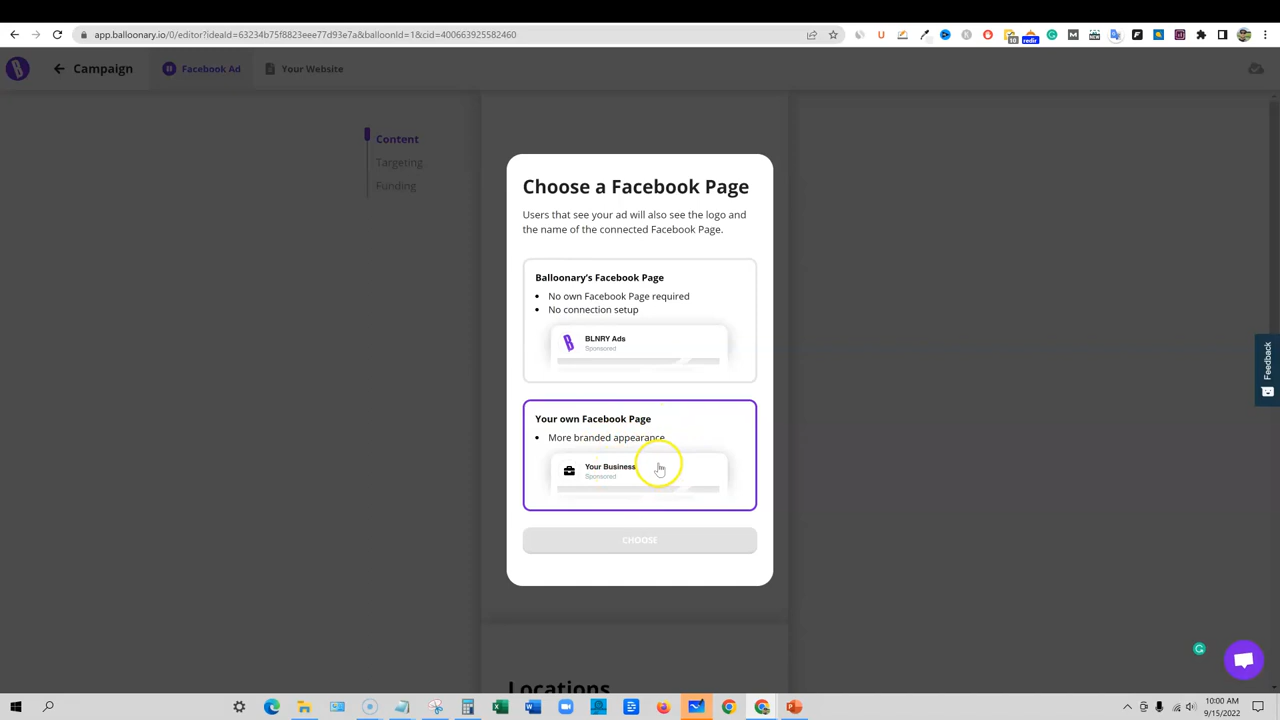 app.balloonary.io/0/editor?ideaId=63234b75f8823eee77d93e7a&balloonId=1&cid=400663925582460
Campaign
Facebook Ad
Your Website
Content
Targeting
Funding
Choose a Facebook Page
Users that see your ad will also see the logo and
the name of the connected Facebook Page.
Balloonary's Facebook Page
• No own Facebook Page required
• No connection setup
BLNRY Ads
Sponsored
Your own Facebook Page
• More branded appearance
Your Business
Sponsored
CHOOSE
Feedback
Locations
10:00 AM
9/15/2022